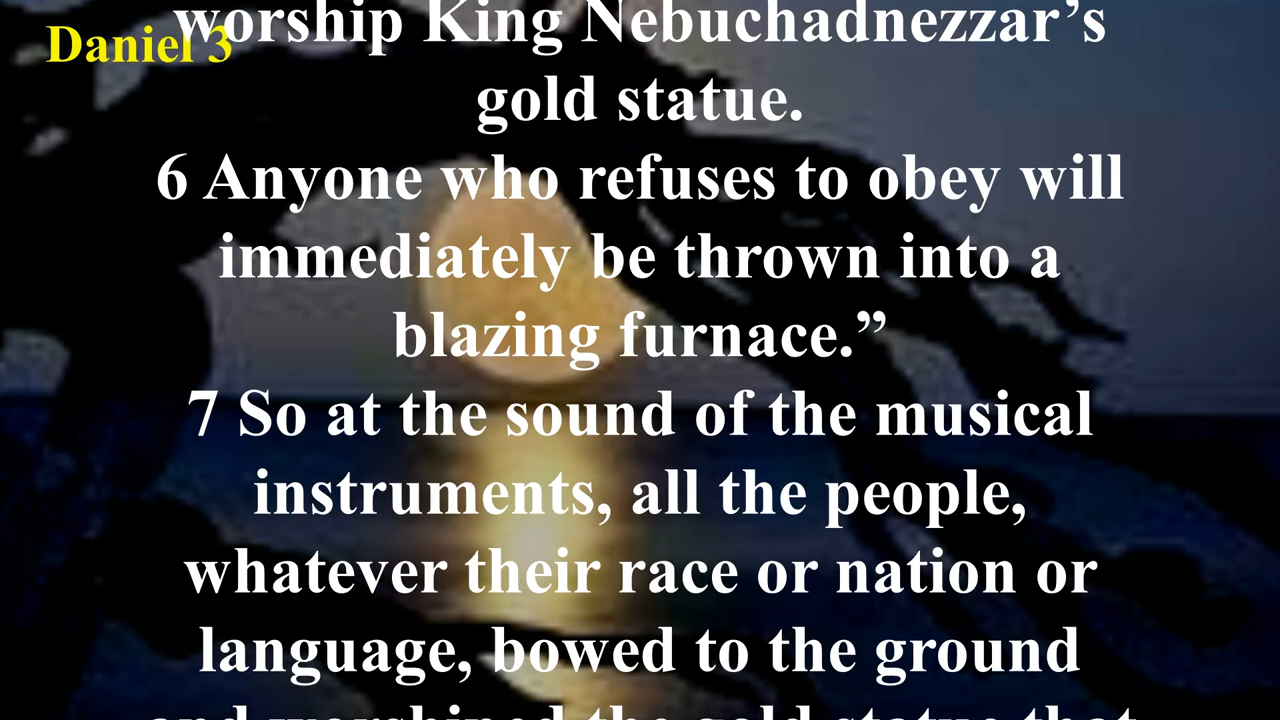 Daniel 3
worship King Nebuchadnezzar’s
gold statue.
6 Anyone who refuses to obey will
immediately be thrown into a
blazing furnace.”
7 So at the sound of the musical
instruments, all the people,
whatever their race or nation or
language, bowed to the ground
and worshiped the gold statue that